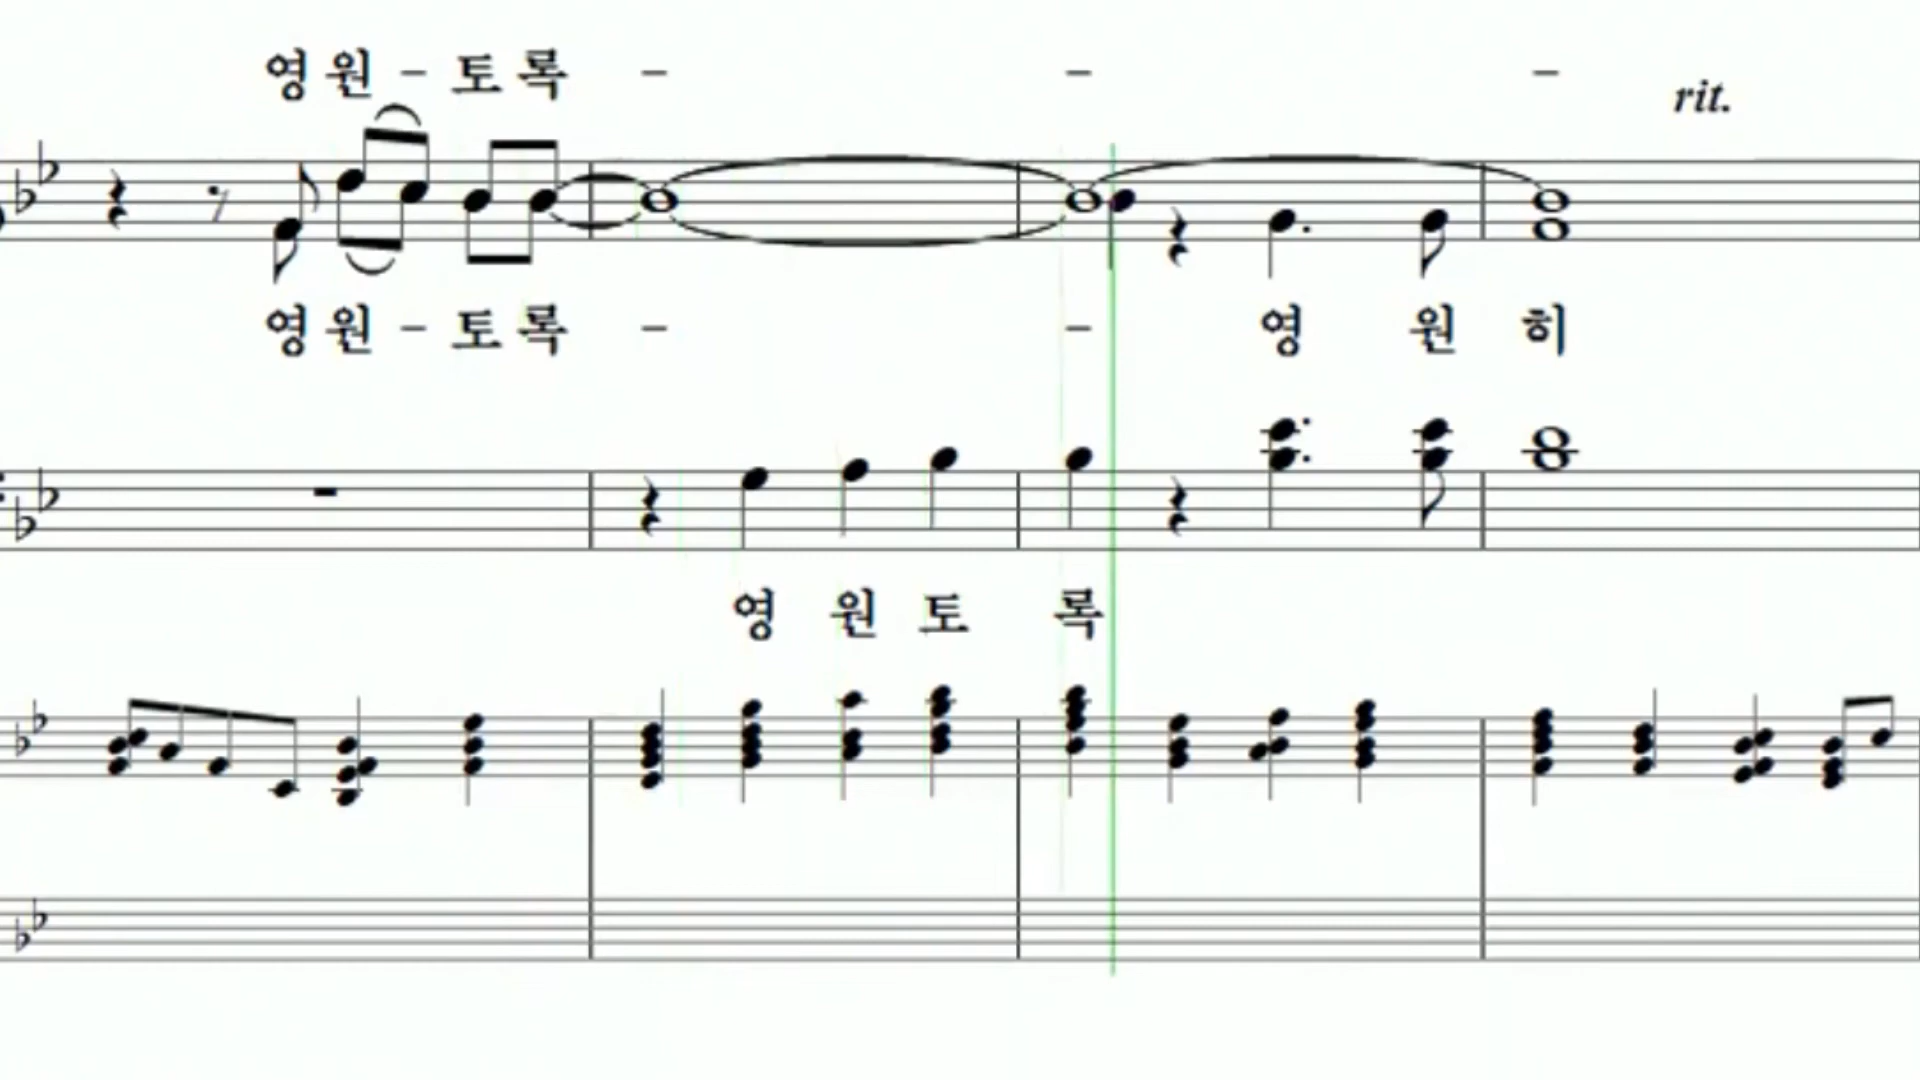 영 원 - 토 록 - - -
rit.
영 원 - 토 록 - - 영 원 히
영 원 토 록